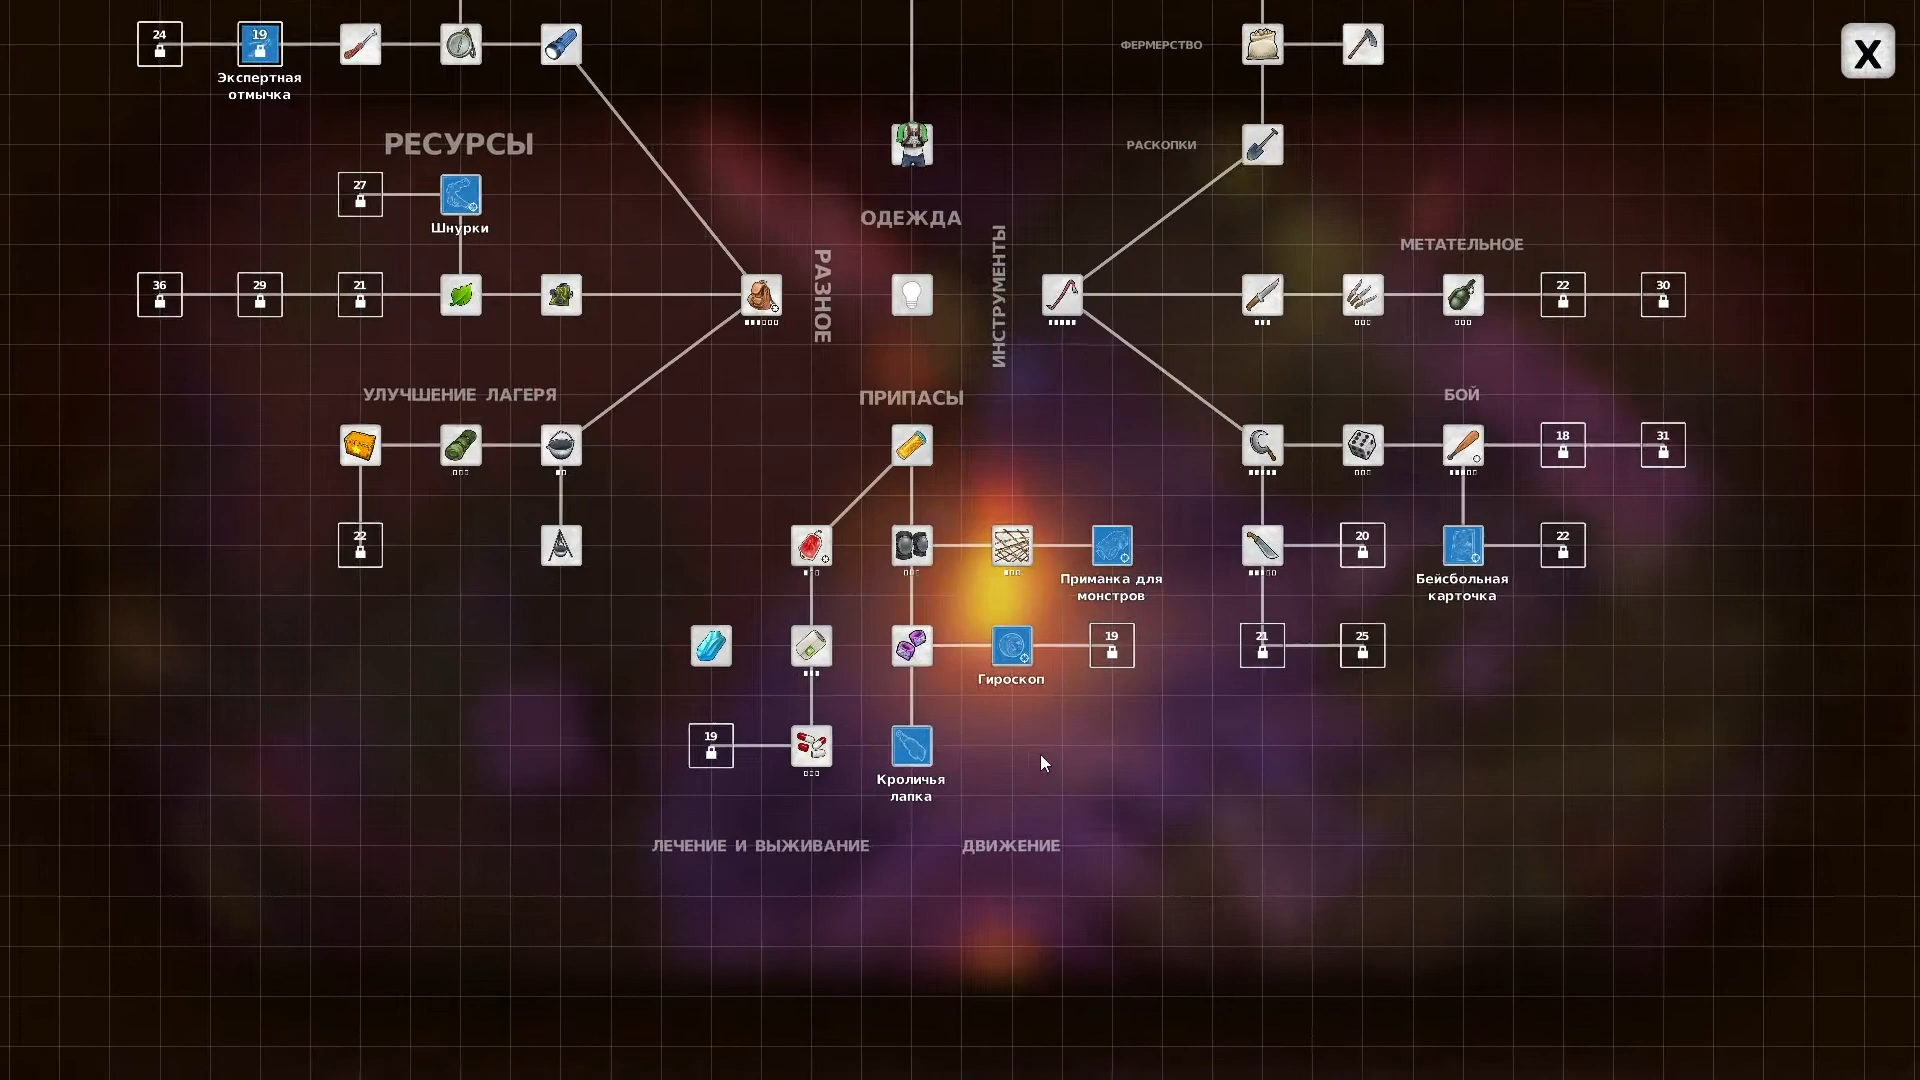 24
19
Экспертная
отмычка
ФЕРМЕРСТВО
X
РЕСУРСЫ
РАСКОПКИ
27
Шнурки
ОДЕЖДА
РАЗНОЕ
ИНСТРУМЕНТЫ
МЕТАТЕЛЬНОЕ
36
29
21
22
30
УЛУЧШЕНИЕ ЛАГЕРЯ
ПРИПАСЫ
БОЙ
18
31
22
Приманка для
монстров
20
Бейсбольная
карточка
22
Гироскоп
19
21
25
19
Кроличья
лапка
ЛЕЧЕНИЕ И ВЫЖИВАНИЕ
ДВИЖЕНИЕ